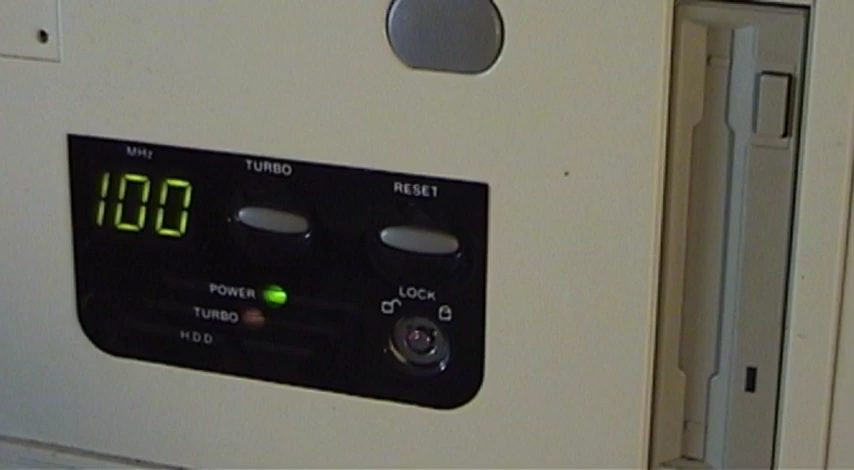 MHz
100
TURBO
RESET
POWER
TURBO
HDD
LOCK